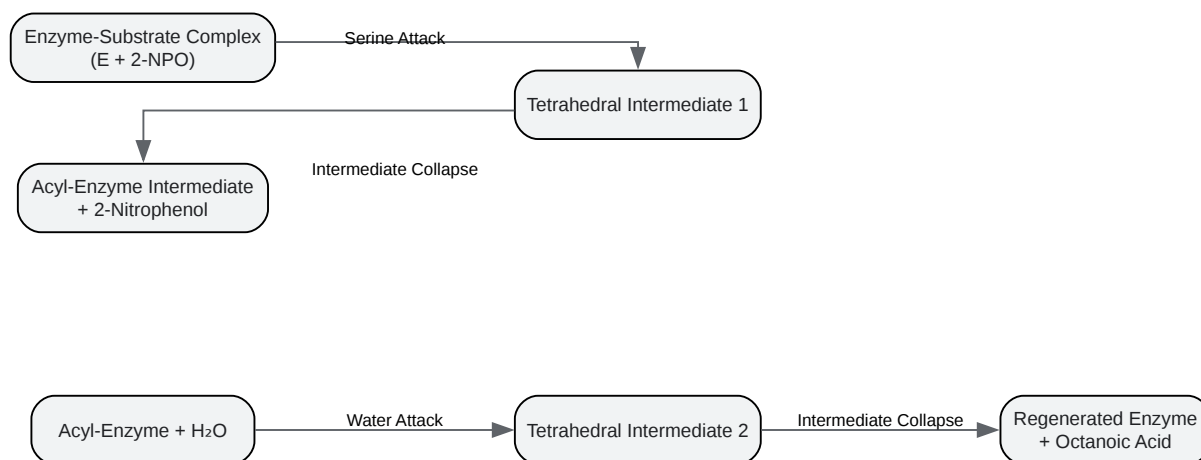 Enzyme-Substrate Complex
(E + 2-NPO)
Serine Attack
Tetrahedral Intermediate 1
Intermediate Collapse
Acyl-Enzyme Intermediate
+ 2-Nitrophenol
Acyl-Enzyme + H₂O
Water Attack
Tetrahedral Intermediate 2
Intermediate Collapse
Regenerated Enzyme
+ Octanoic Acid